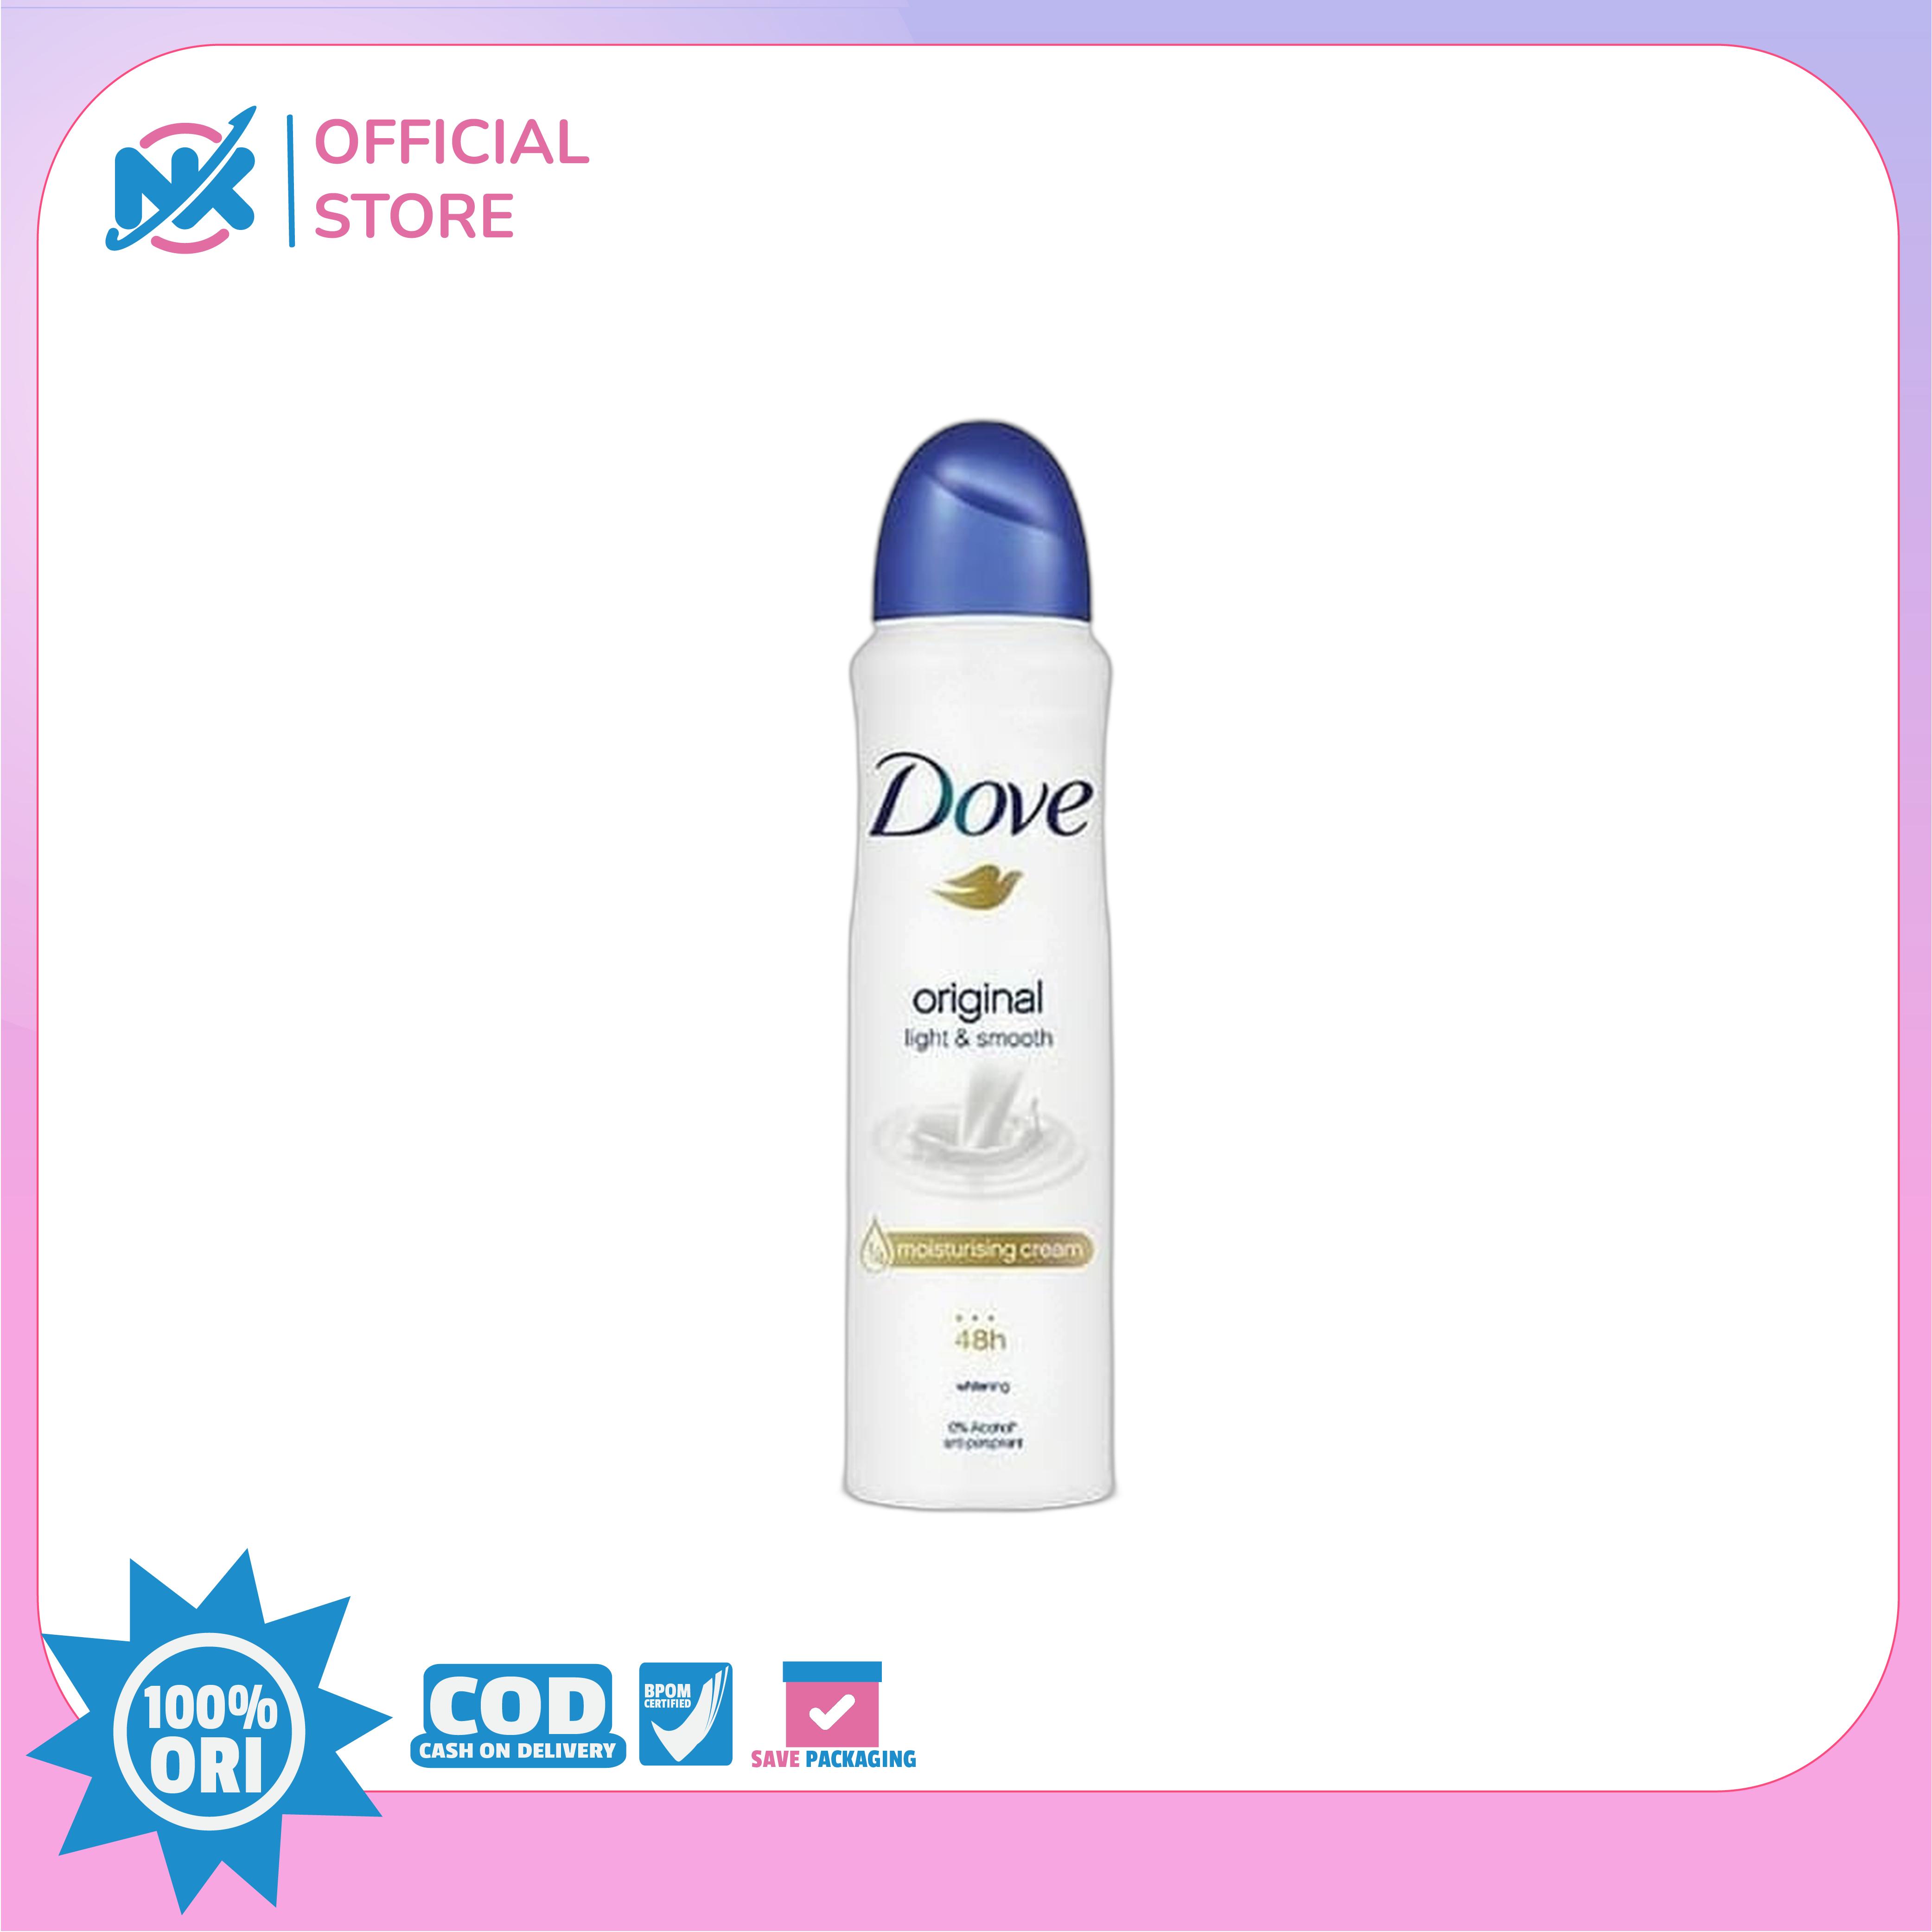 NK
OFFICIAL
STORE
Dove
original
light & smooth
moisturising cream
48h
whitening
0% Alcohol*
anti-perspirant
100%
ORI
COD
CASH ON DELIVERY
BPOM
CERTIFIED
SAVE PACKAGING